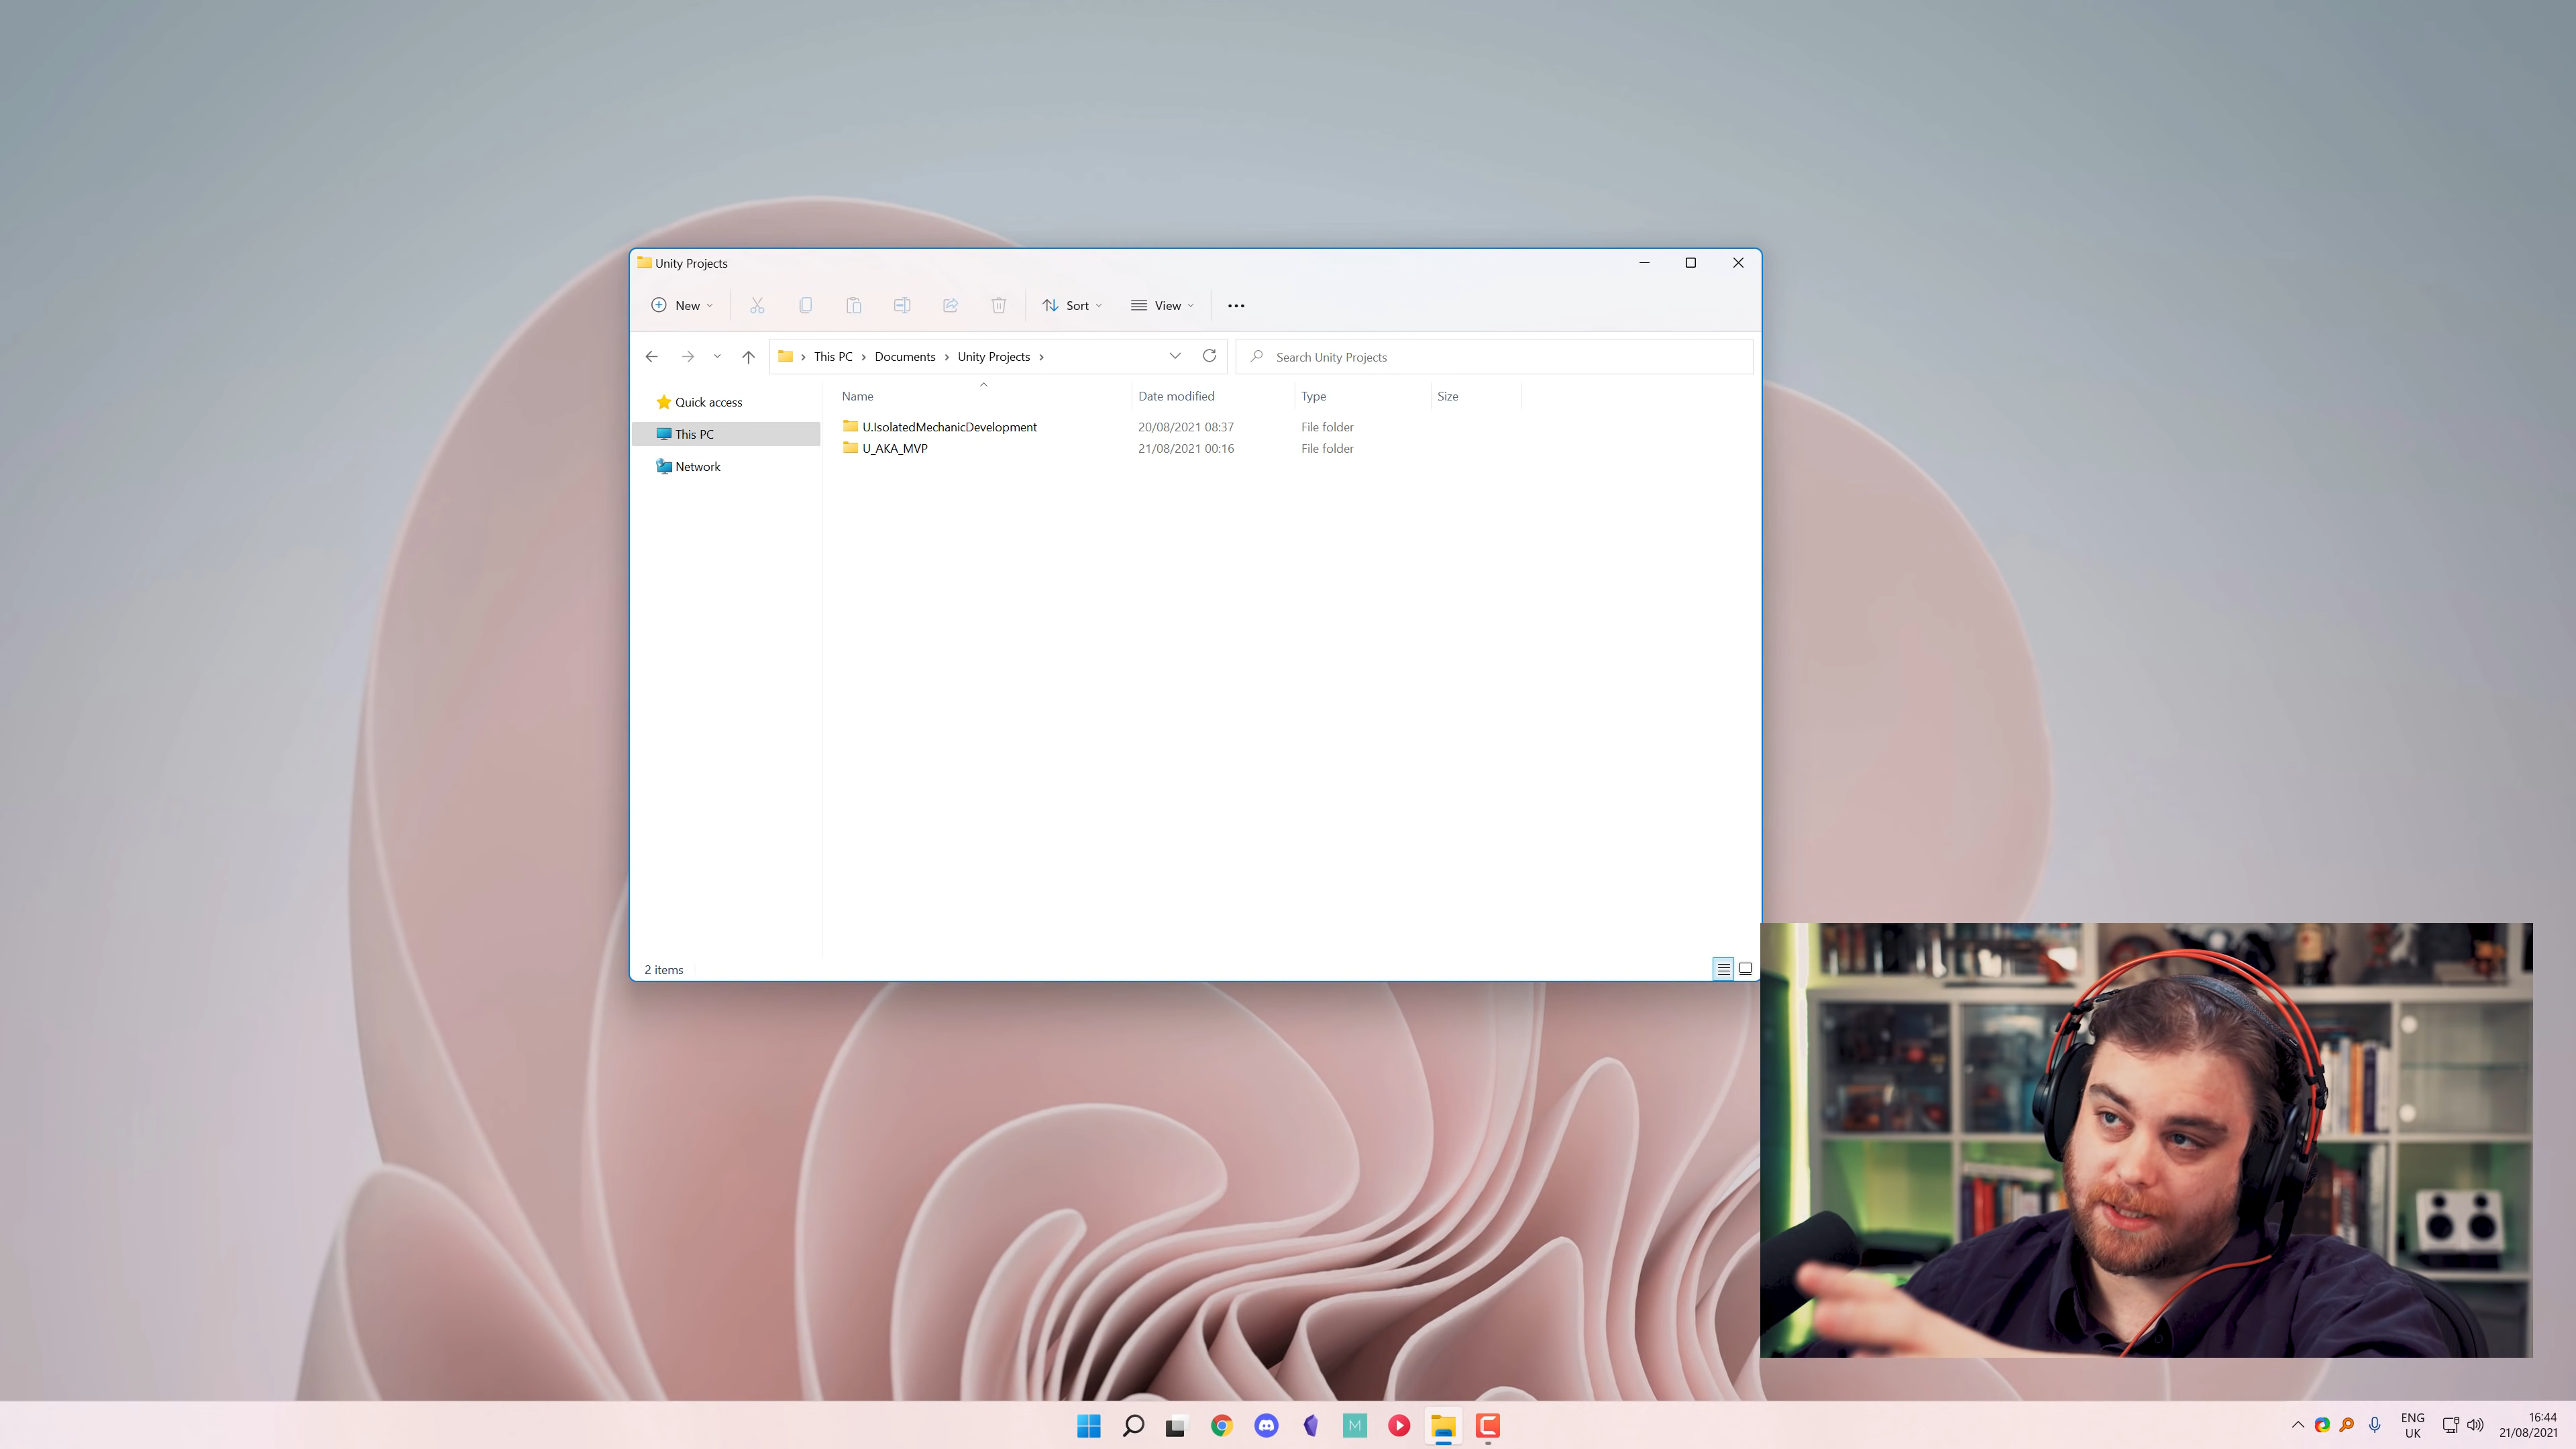 Unity Projects
New
Sort
View
This PC
Documents
Unity Projects
Search Unity Projects
Quick access
This PC
Network
Name
Date modified
Type
Size
U.IsolatedMechanicDevelopment
20/08/2021 08:37
File folder
U_AKA_MVP
21/08/2021 00:16
File folder
2 items
M
ENG
UK
16:44
21/08/2021